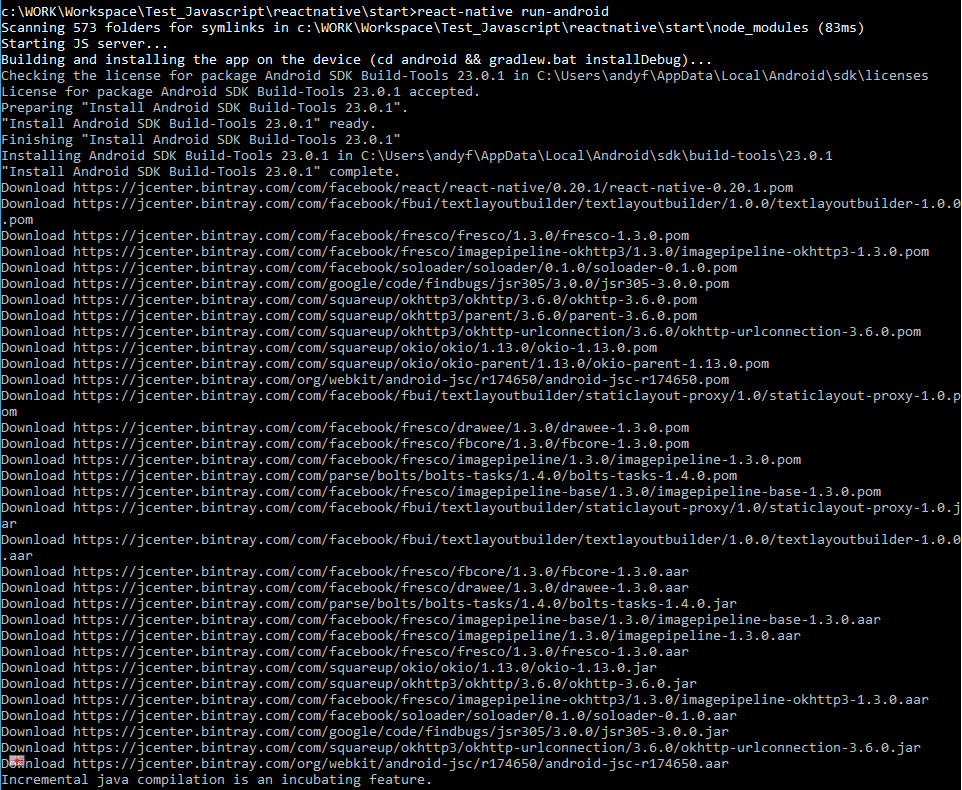 c:\WORK\Workspace\Test_Javascript\reactnative\start>react-native run-android
Scanning 573 folders for symlinks in c:\WORK\Workspace\Test_Javascript\reactnative\start\node_modules (83ms)
Starting JS server...
Building and installing the app on the device (cd android && gradlew.bat installDebug)...
Checking the license for package Android SDK Build-Tools 23.0.1 in C:\Users\andyf\AppData\Local\Android\sdk\licenses
License for package Android SDK Build-Tools 23.0.1 accepted.
Preparing "Install Android SDK Build-Tools 23.0.1".
"Install Android SDK Build-Tools 23.0.1" ready.
Finishing "Install Android SDK Build-Tools 23.0.1"
Installing Android SDK Build-Tools 23.0.1 in C:\Users\andyf\AppData\Local\Android\sdk\build-tools\23.0.1
"Install Android SDK Build-Tools 23.0.1" complete.
Download https://jcenter.bintray.com/com/facebook/react/react-native/0.20.1/react-native-0.20.1.pom
Download https://jcenter.bintray.com/com/facebook/fbui/textlayoutbuilder/textlayoutbuilder/1.0.0/textlayoutbuilder-1.0.0
.pom
Download https://jcenter.bintray.com/com/facebook/fresco/fresco/1.3.0/fresco-1.3.0.pom
Download https://jcenter.bintray.com/com/facebook/fresco/imagepipeline-okhttp3/1.3.0/imagepipeline-okhttp3-1.3.0.pom
Download https://jcenter.bintray.com/com/facebook/soloader/soloader/0.1.0/soloader-0.1.0.pom
Download https://jcenter.bintray.com/com/google/code/findbugs/jsr305/3.0.0/jsr305-3.0.0.pom
Download https://jcenter.bintray.com/com/squareup/okhttp3/okhttp/3.6.0/okhttp-3.6.0.pom
Download https://jcenter.bintray.com/com/squareup/okhttp3/parent/3.6.0/parent-3.6.0.pom
Download https://jcenter.bintray.com/com/squareup/okhttp3/okhttp-urlconnection/3.6.0/okhttp-urlconnection-3.6.0.pom
Download https://jcenter.bintray.com/com/squareup/okio/okio/1.13.0/okio-1.13.0.pom
Download https://jcenter.bintray.com/com/squareup/okio/okio-parent/1.13.0/okio-parent-1.13.0.pom
Download https://jcenter.bintray.com/org/webkit/android-jsc/r174650/android-jsc-r174650.pom
Download https://jcenter.bintray.com/com/facebook/fbui/textlayoutbuilder/staticlayout-proxy/1.0/staticlayout-proxy-1.0.p
om
Download https://jcenter.bintray.com/com/facebook/fresco/drawee/1.3.0/drawee-1.3.0.pom
Download https://jcenter.bintray.com/com/facebook/fresco/fbcore/1.3.0/fbcore-1.3.0.pom
Download https://jcenter.bintray.com/com/facebook/fresco/imagepipeline/1.3.0/imagepipeline-1.3.0.pom
Download https://jcenter.bintray.com/com/parse/bolts/bolts-tasks/1.4.0/bolts-tasks-1.4.0.pom
Download https://jcenter.bintray.com/com/facebook/fresco/imagepipeline-base/1.3.0/imagepipeline-base-1.3.0.pom
Download https://jcenter.bintray.com/com/facebook/fbui/textlayoutbuilder/staticlayout-proxy/1.0/staticlayout-proxy-1.0.j
ar
Download https://jcenter.bintray.com/com/facebook/fbui/textlayoutbuilder/textlayoutbuilder/1.0.0/textlayoutbuilder-1.0.0
.aar
Download https://jcenter.bintray.com/com/facebook/fresco/fbcore/1.3.0/fbcore-1.3.0.aar
Download https://jcenter.bintray.com/com/facebook/fresco/drawee/1.3.0/drawee-1.3.0.aar
Download https://jcenter.bintray.com/com/parse/bolts/bolts-tasks/1.4.0/bolts-tasks-1.4.0.jar
Download https://jcenter.bintray.com/com/facebook/fresco/imagepipeline-base/1.3.0/imagepipeline-base-1.3.0.aar
Download https://jcenter.bintray.com/com/facebook/fresco/imagepipeline/1.3.0/imagepipeline-1.3.0.aar
Download https://jcenter.bintray.com/com/facebook/fresco/fresco/1.3.0/fresco-1.3.0.aar
Download https://jcenter.bintray.com/com/squareup/okio/okio/1.13.0/okio-1.13.0.jar
Download https://jcenter.bintray.com/com/squareup/okhttp3/okhttp/3.6.0/okhttp-3.6.0.jar
Download https://jcenter.bintray.com/com/facebook/fresco/imagepipeline-okhttp3/1.3.0/imagepipeline-okhttp3-1.3.0.aar
Download https://jcenter.bintray.com/com/facebook/soloader/soloader/0.1.0/soloader-0.1.0.aar
Download https://jcenter.bintray.com/com/google/code/findbugs/jsr305/3.0.0/jsr305-3.0.0.jar
Download https://jcenter.bintray.com/com/squareup/okhttp3/okhttp-urlconnection/3.6.0/okhttp-urlconnection-3.6.0.jar
Download https://jcenter.bintray.com/org/webkit/android-jsc/r174650/android-jsc-r174650.aar
Incremental java compilation is an incubating feature.